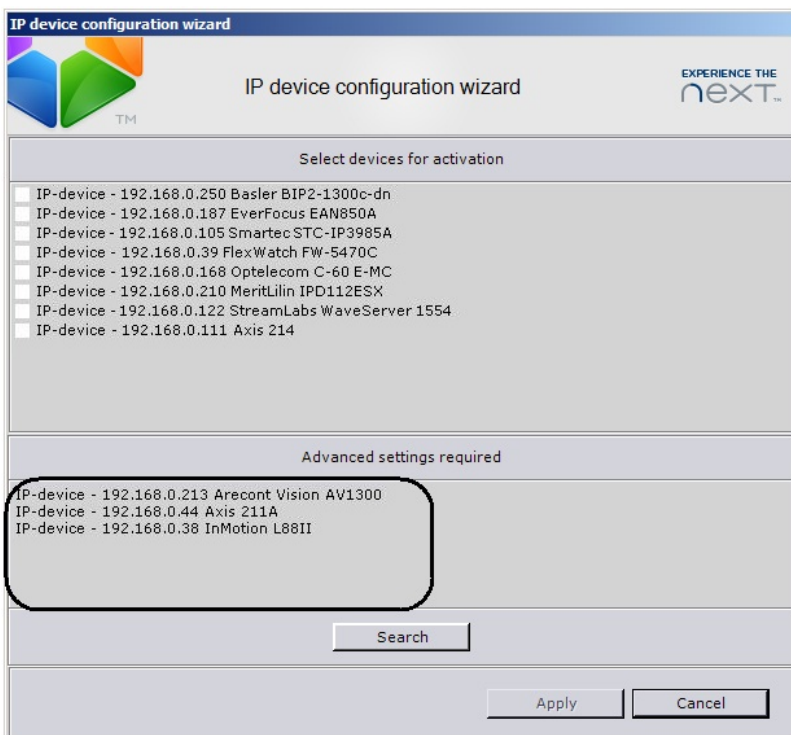 IP device configuration wizard
TM
IP device configuration wizard
EXPERIENCE THE
next™
Select devices for activation
IP-device - 192.168.0.250 Basler BIP2-1300c-dn
IP-device - 192.168.0.187 EverFocus EAN850A
IP-device - 192.168.0.105 Smartec STC-IP3985A
IP-device - 192.168.0.39 FlexWatch FW-5470C
IP-device - 192.168.0.168 Optelecom C-60 E-MC
IP-device - 192.168.0.210 MeritLilin IPD112ESX
IP-device - 192.168.0.122 StreamLabs WaveServer 1554
IP-device - 192.168.0.111 Axis 214
Advanced settings required
IP-device - 192.168.0.213 Arecont Vision AV1300
IP-device - 192.168.0.44 Axis 211A
IP-device - 192.168.0.38 InMotion L88II
Search
Apply
Cancel